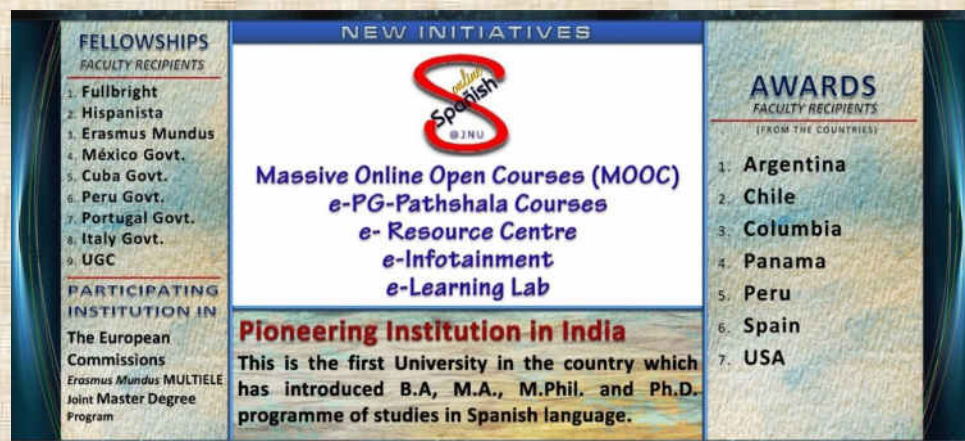 FELLOWSHIPS
FACULTY RECIPIENTS
1. Fullbright
2. Hispanista
3. Erasmus Mundus
4. México Govt.
5. Cuba Govt.
6. Peru Govt.
7. Portugal Govt.
8. Italy Govt.
9. UGC
PARTICIPATING
INSTITUTION IN
The European
Commissions
Erasmus Mundus MULTIELE
Joint Master Degree
Program
NEW INITIATIVES
online
Spañish
@JNU
Massive Online Open Courses (MOOC)
e-PG-Pathshala Courses
e- Resource Centre
e-Infotainment
e-Learning Lab
Pioneering Institution in India
This is the first University in the country which
has introduced B.A, M.A., M.Phil. and Ph.D.
programme of studies in Spanish language.
AWARDS
FACULTY RECIPIENTS
(FROM THE COUNTRIES)
1. Argentina
2. Chile
3. Columbia
4. Panama
5. Peru
6. Spain
7. USA